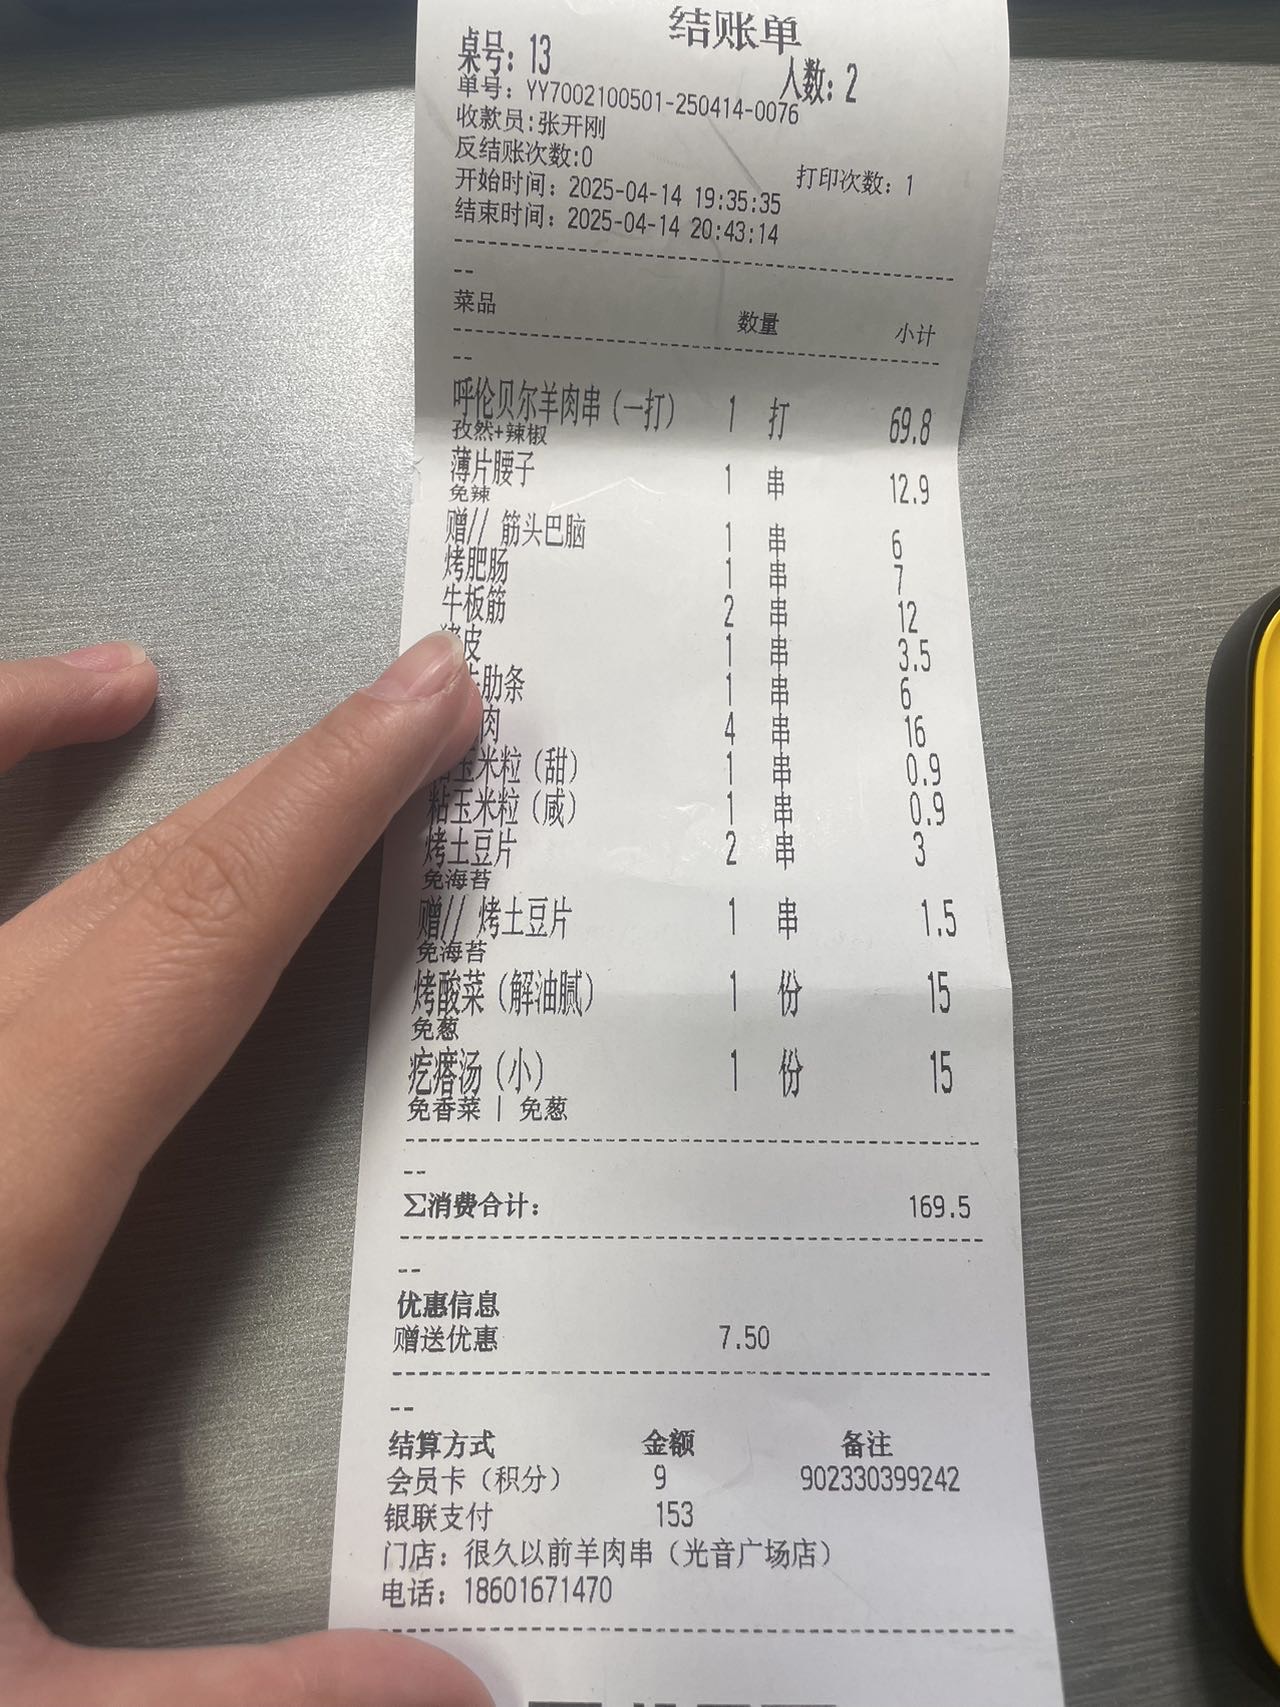 结账单
桌号：13 人数：2
单号：YY7002100501-250414-0076
收款员:张开刚
反结账次数:0 打印次数：1
开始时间：2025-04-14 19:35:35
结束时间：2025-04-14 20:43:14
--
菜品 数量 小计
--
呼伦贝尔羊肉串（一打） 1 打 69.8
孜然+辣椒
薄片腰子 1 串 12.9
免辣
赠// 筋头巴脑 1 串 6
烤肥肠 1 串 7
牛板筋 2 串 12
皮 1 串 3.5
肋条 1 串 6
肉 4 串 16
玉米粒（甜） 1 串 0.9
粘玉米粒（咸） 1 串 0.9
烤土豆片 2 串 3
免海苔
赠// 烤土豆片 1 串 1.5
免海苔
烤酸菜（解油腻） 1 份 15
免葱
疙瘩汤（小） 1 份 15
免香菜 | 免葱
--
∑消费合计： 169.5
--
优惠信息
赠送优惠 7.50
--
结算方式 金额 备注
会员卡（积分） 9 902330399242
银联支付 153
门店：很久以前羊肉串（光音广场店）
电话：18601671470